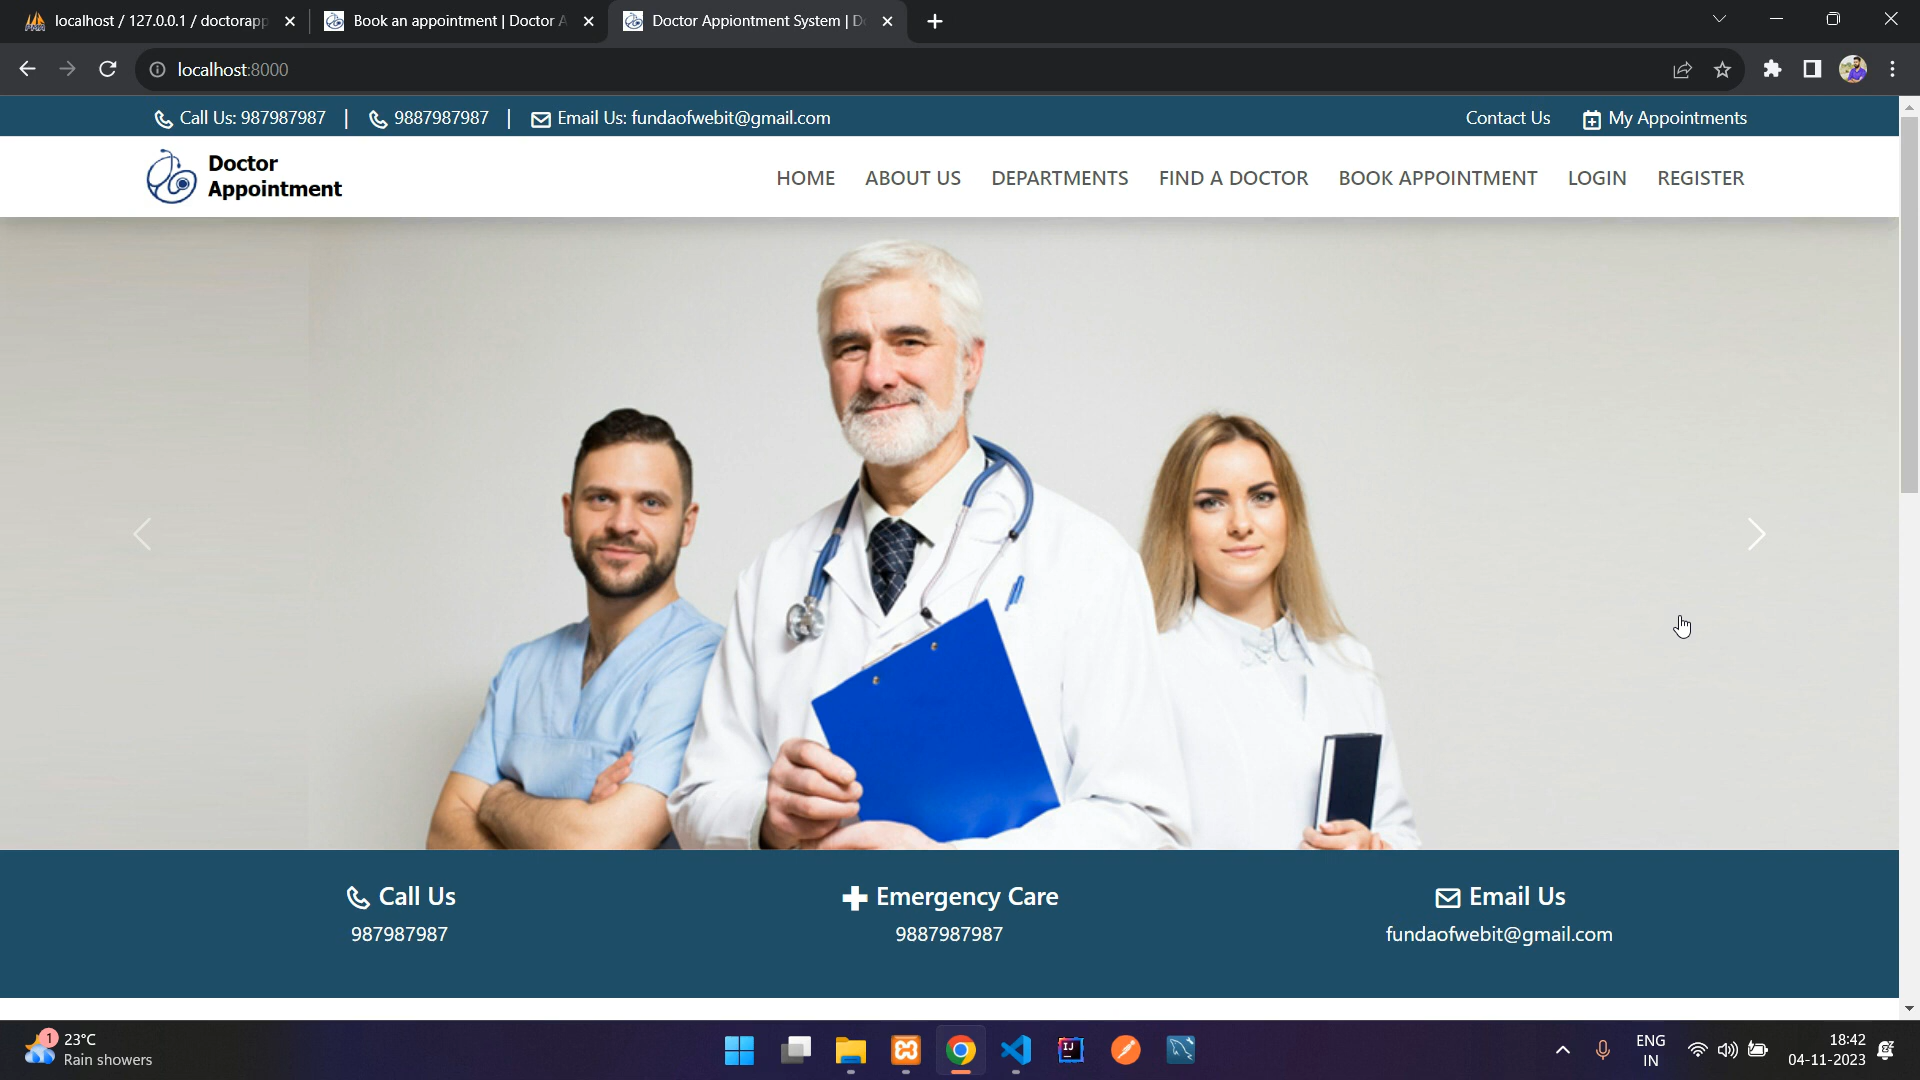 localhost / 127.0.0.1 / doctorapp
Book an appointment | Doctor A
Doctor Appiontment System | D
localhost:8000
Call Us: 987987987 | 9887987987 | Email Us: fundaofwebit@gmail.com
Contact Us
My Appointments
Doctor
Appointment
HOME ABOUT US DEPARTMENTS FIND A DOCTOR BOOK APPOINTMENT LOGIN REGISTER
Call Us
987987987
Emergency Care
9887987987
Email Us
fundaofwebit@gmail.com
1
23°C
Rain showers
IJ
ENG
IN
18:42
04-11-2023